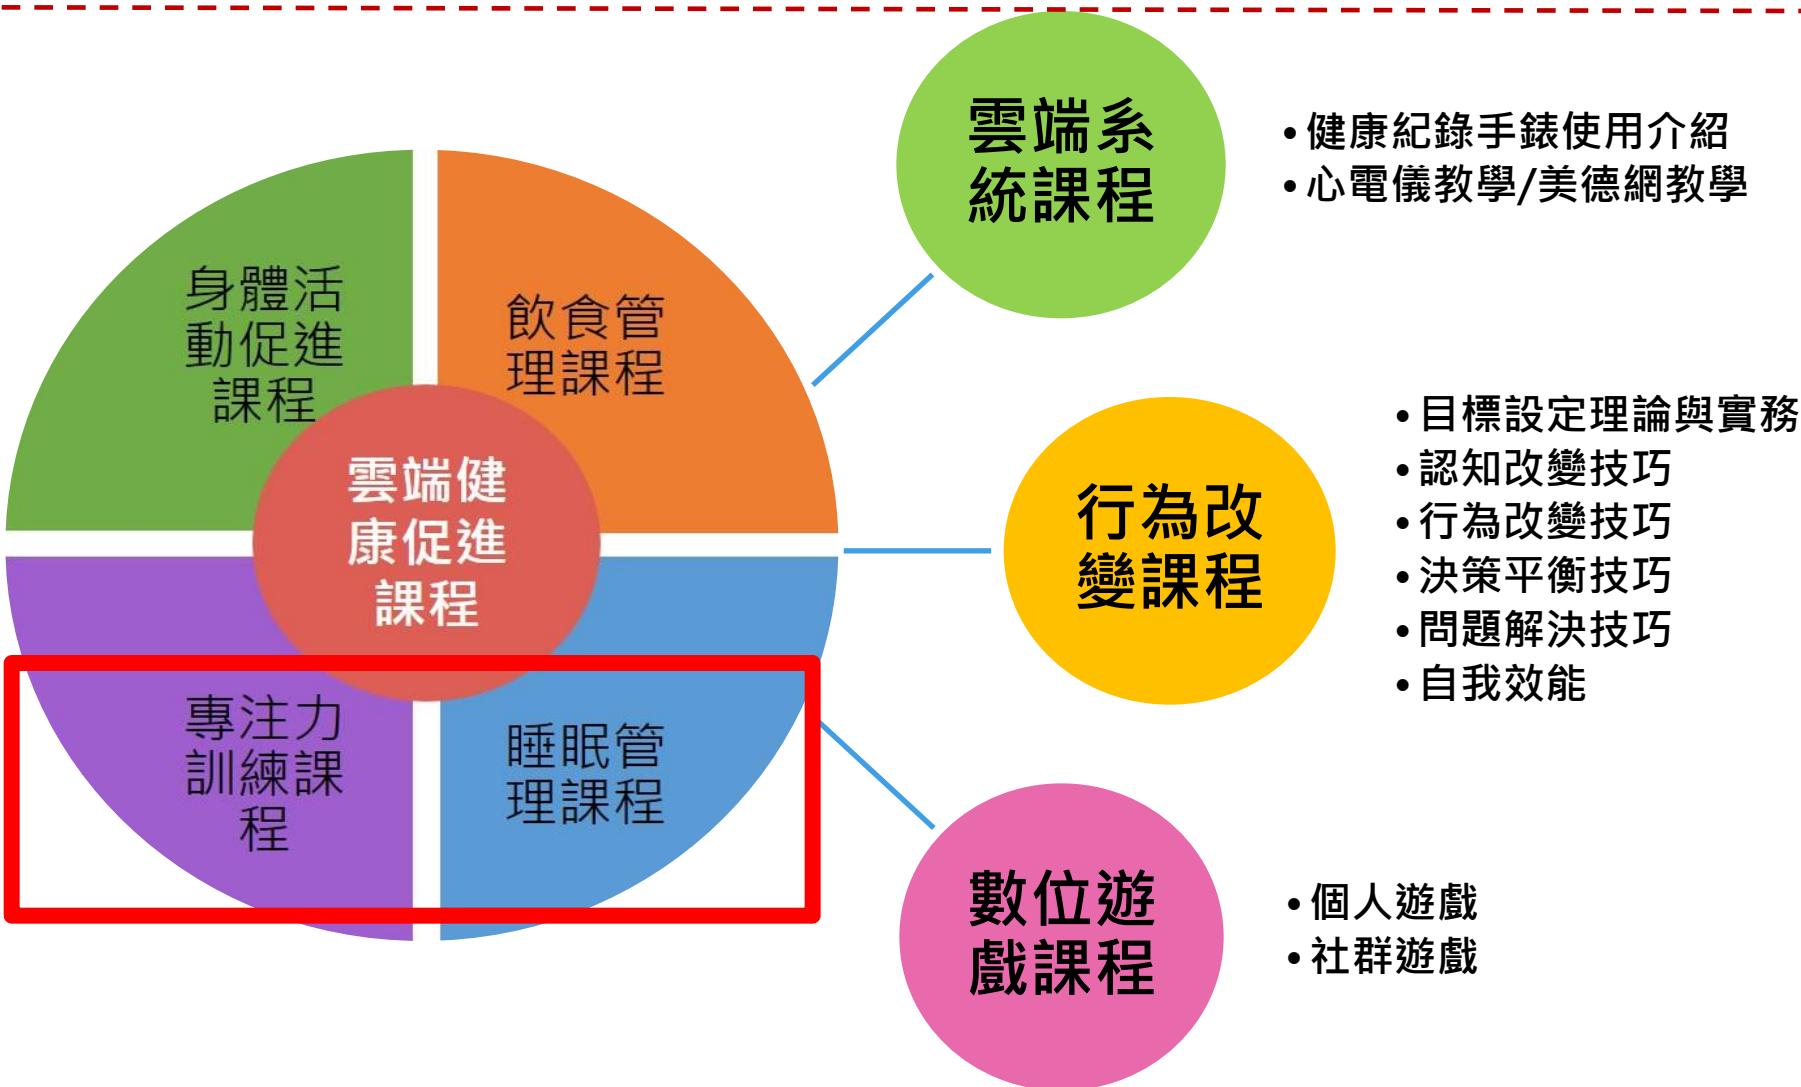 身體活
動促進
課程
飲食管
理課程
雲端健
康促進
課程
專注力
訓練課
程
睡眠管
理課程
雲端系
統課程
•健康紀錄手錶使用介紹
•心電儀教學/美德網教學
行為改
變課程
•目標設定理論與實務
•認知改變技巧
•行為改變技巧
•決策平衡技巧
•問題解決技巧
•自我效能
數位遊
戲課程
•個人遊戲
•社群遊戲